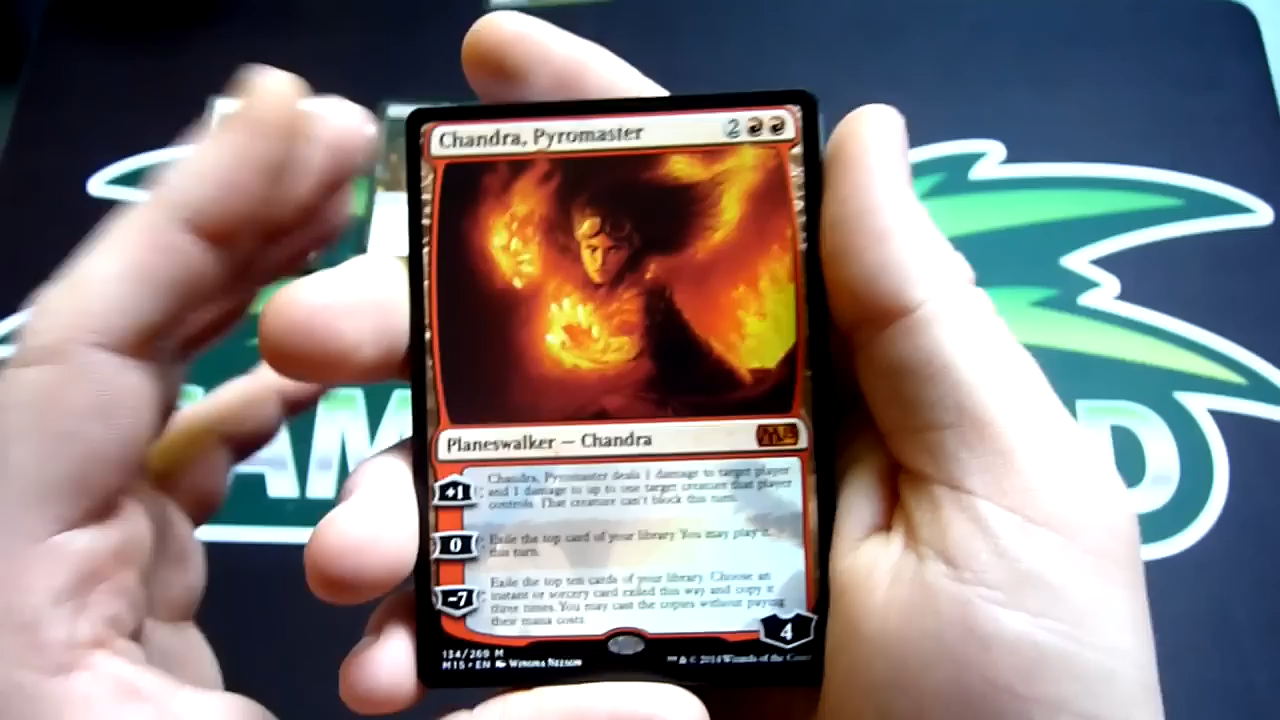 Chandra, Pyromaster 2
Planeswalker — Chandra M15
Chandra, Pyromaster deals 1 damage to target player
+1: and 1 damage to up to one target creature that player
controls. That creature can't block this turn.
0: Exile the top card of your library. You may play it
this turn.
Exile the top ten cards of your library. Choose an
-7: instant or sorcery card exiled this way and copy it
three times. You may cast the copies without paying
their mana costs.
4
134/269 M
M15 • EN Winona Nelson ™ & © 2014 Wizards of the Coast
AM D